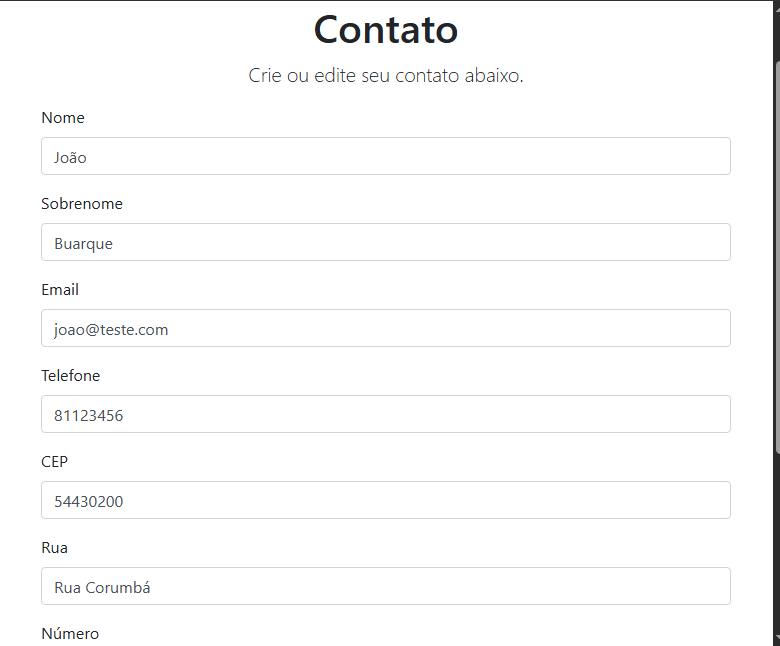 Contato
Crie ou edite seu contato abaixo.
Nome
João
Sobrenome
Buarque
Email
joao@teste.com
Telefone
81123456
CEP
54430200
Rua
Rua Corumbá
Número